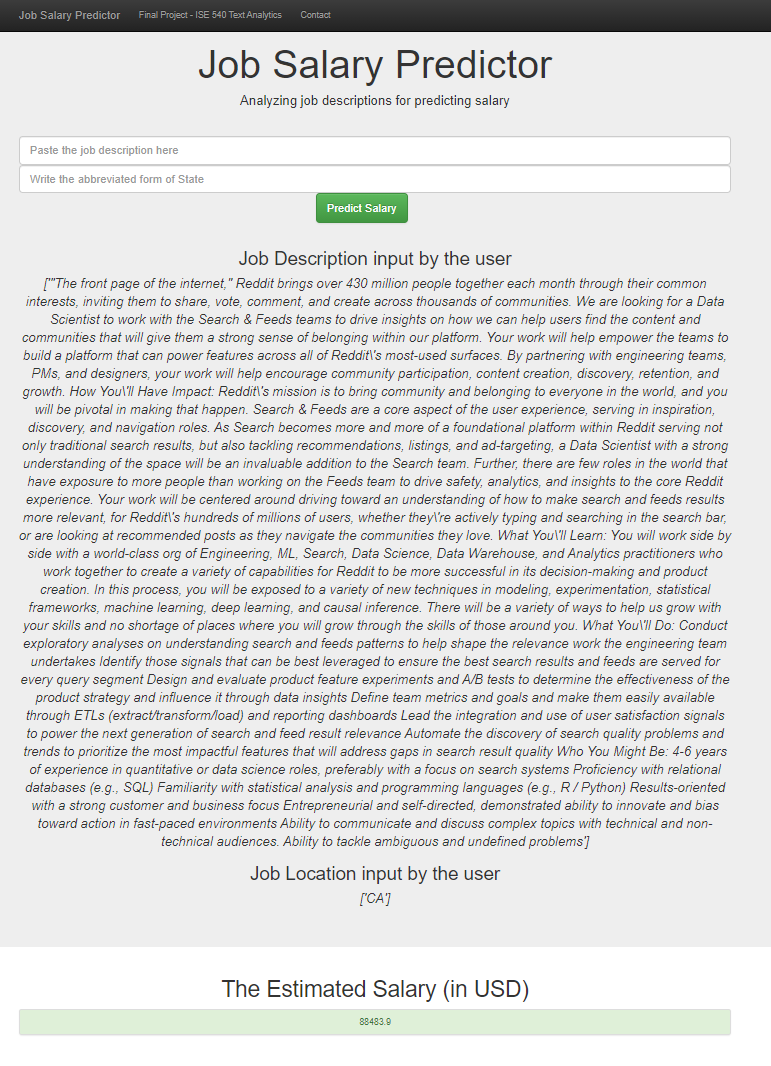 Job Salary Predictor Final Project - ISE 540 Text Analytics Contact
Job Salary Predictor
Analyzing job descriptions for predicting salary
Paste the job description here
Write the abbreviated form of State
Predict Salary
Job Description input by the user
['"The front page of the internet," Reddit brings over 430 million people together each month through their common
interests, inviting them to share, vote, comment, and create across thousands of communities. We are looking for a Data
Scientist to work with the Search & Feeds teams to drive insights on how we can help users find the content and
communities that will give them a strong sense of belonging within our platform. Your work will help empower the teams to
build a platform that can power features across all of Reddit\'s most-used surfaces. By partnering with engineering teams,
PMs, and designers, your work will help encourage community participation, content creation, discovery, retention, and
growth. How You\'ll Have Impact: Reddit\'s mission is to bring community and belonging to everyone in the world, and you
will be pivotal in making that happen. Search & Feeds are a core aspect of the user experience, serving in inspiration,
discovery, and navigation roles. As Search becomes more and more of a foundational platform within Reddit serving not
only traditional search results, but also tackling recommendations, listings, and ad-targeting, a Data Scientist with a strong
understanding of the space will be an invaluable addition to the Search team. Further, there are few roles in the world that
have exposure to more people than working on the Feeds team to drive safety, analytics, and insights to the core Reddit
experience. Your work will be centered around driving toward an understanding of how to make search and feeds results
more relevant, for Reddit\'s hundreds of millions of users, whether they\'re actively typing and searching in the search bar,
or are looking at recommended posts as they navigate the communities they love. What You\'ll Learn: You will work side by
side with a world-class org of Engineering, ML, Search, Data Science, Data Warehouse, and Analytics practitioners who
work together to create a variety of capabilities for Reddit to be more successful in its decision-making and product
creation. In this process, you will be exposed to a variety of new techniques in modeling, experimentation, statistical
frameworks, machine learning, deep learning, and causal inference. There will be a variety of ways to help us grow with
your skills and no shortage of places where you will grow through the skills of those around you. What You\'ll Do: Conduct
exploratory analyses on understanding search and feeds patterns to help shape the relevance work the engineering team
undertakes Identify those signals that can be best leveraged to ensure the best search results and feeds are served for
every query segment Design and evaluate product feature experiments and A/B tests to determine the effectiveness of the
product strategy and influence it through data insights Define team metrics and goals and make them easily available
through ETLs (extract/transform/load) and reporting dashboards Lead the integration and use of user satisfaction signals
to power the next generation of search and feed result relevance Automate the discovery of search quality problems and
trends to prioritize the most impactful features that will address gaps in search result quality Who You Might Be: 4-6 years
of experience in quantitative or data science roles, preferably with a focus on search systems Proficiency with relational
databases (e.g., SQL) Familiarity with statistical analysis and programming languages (e.g., R / Python) Results-oriented
with a strong customer and business focus Entrepreneurial and self-directed, demonstrated ability to innovate and bias
toward action in fast-paced environments Ability to communicate and discuss complex topics with technical and non-
technical audiences. Ability to tackle ambiguous and undefined problems']
Job Location input by the user
['CA']
The Estimated Salary (in USD)
88483.9